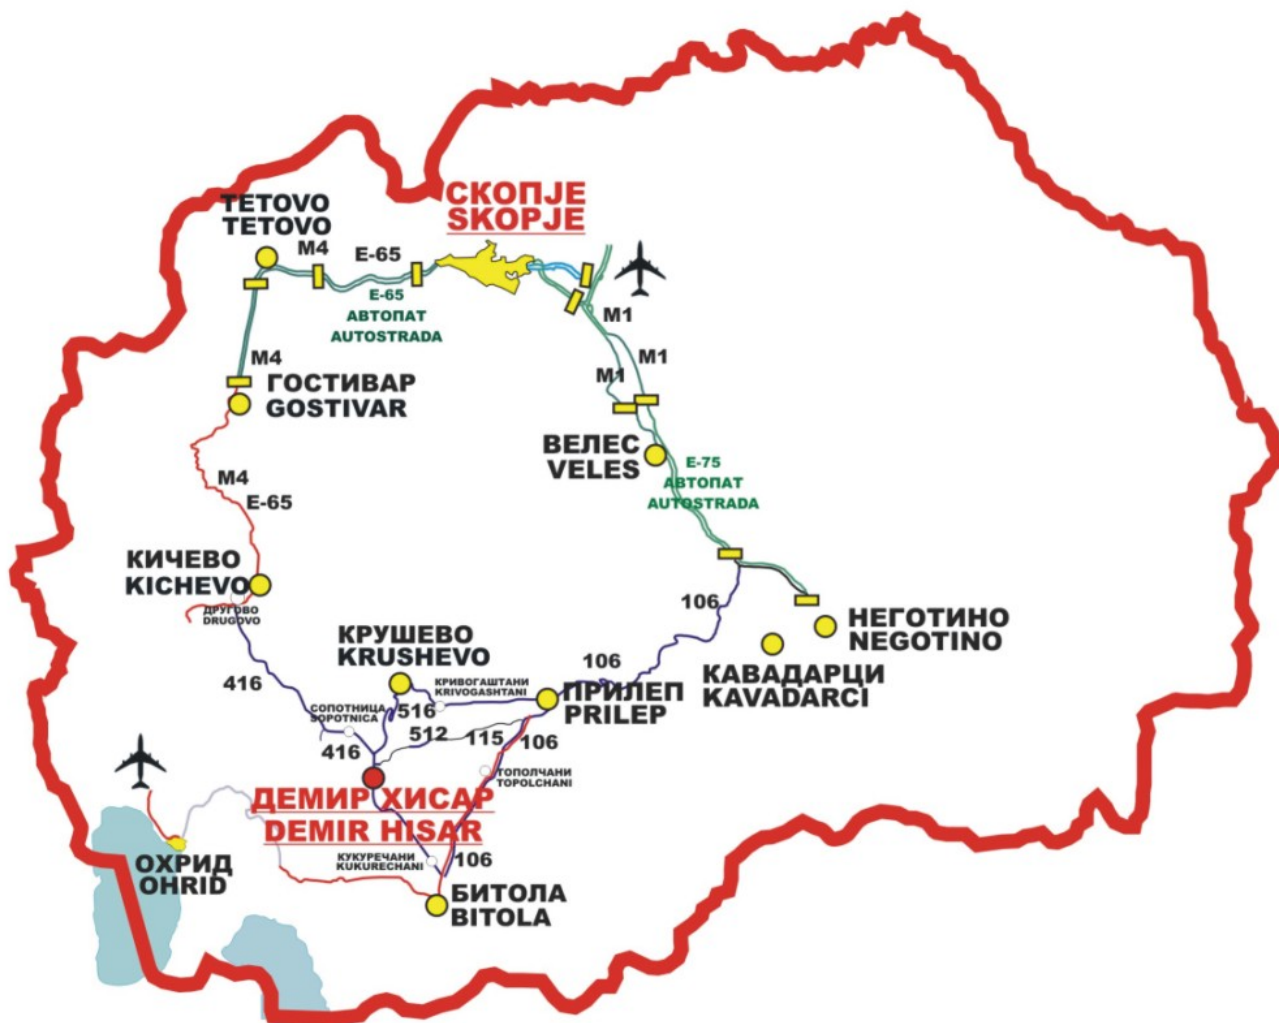 СКОПЈЕ
SKOPJE
ТЕТОVO
TETOVO
M4
E-65
E-65
АВТОПАТ
AUTOSTRADA
M1
M4
ГОСТИВАР
GOSTIVAR
M1
M1
ВЕЛЕС
VELES
E-75
АВТОПАТ
AUTOSTRADA
M4
E-65
КИЧЕВО
KICHEVO
ДРУГОВО
DRUGOVO
106
НЕГОТИНО
NEGOTINO
КРУШЕВО
KRUSHEVO
КАВАДАРЦИ
KAVADARCI
106
416
КРИВОГАШТАНИ
KRIVOGASHTANI
ПРИЛЕП
PRILEP
СОПОТНИЦА
SOPOTNICA
516
416
512
115
106
ТОПОЛЧАНИ
TOPOLCHANI
ДЕМИР ХИСАР
DEMIR HISAR
КУКУРЕЧАНИ
KUKURECHANI
106
ОХРИД
OHRID
БИТОЛА
BITOLA